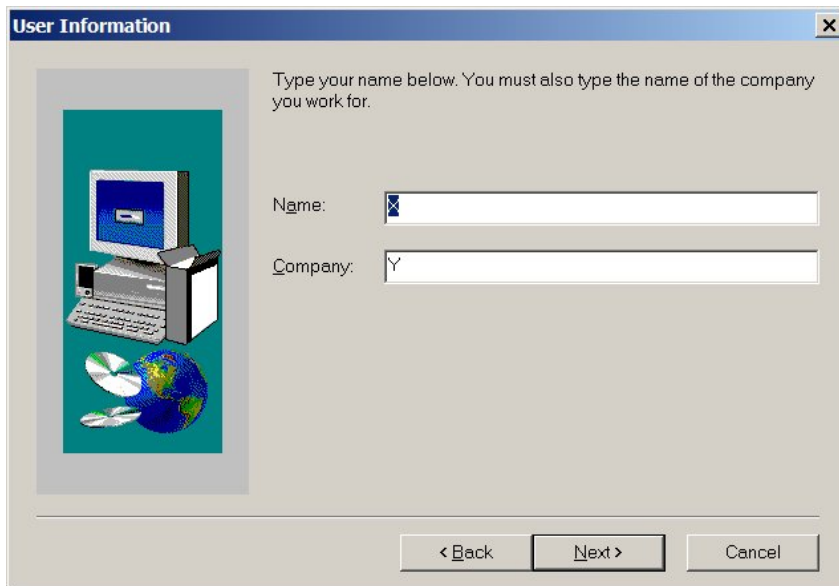 User Information
Type your name below. You must also type the name of the company
you work for.
Name: X
Company: Y
< Back Next > Cancel